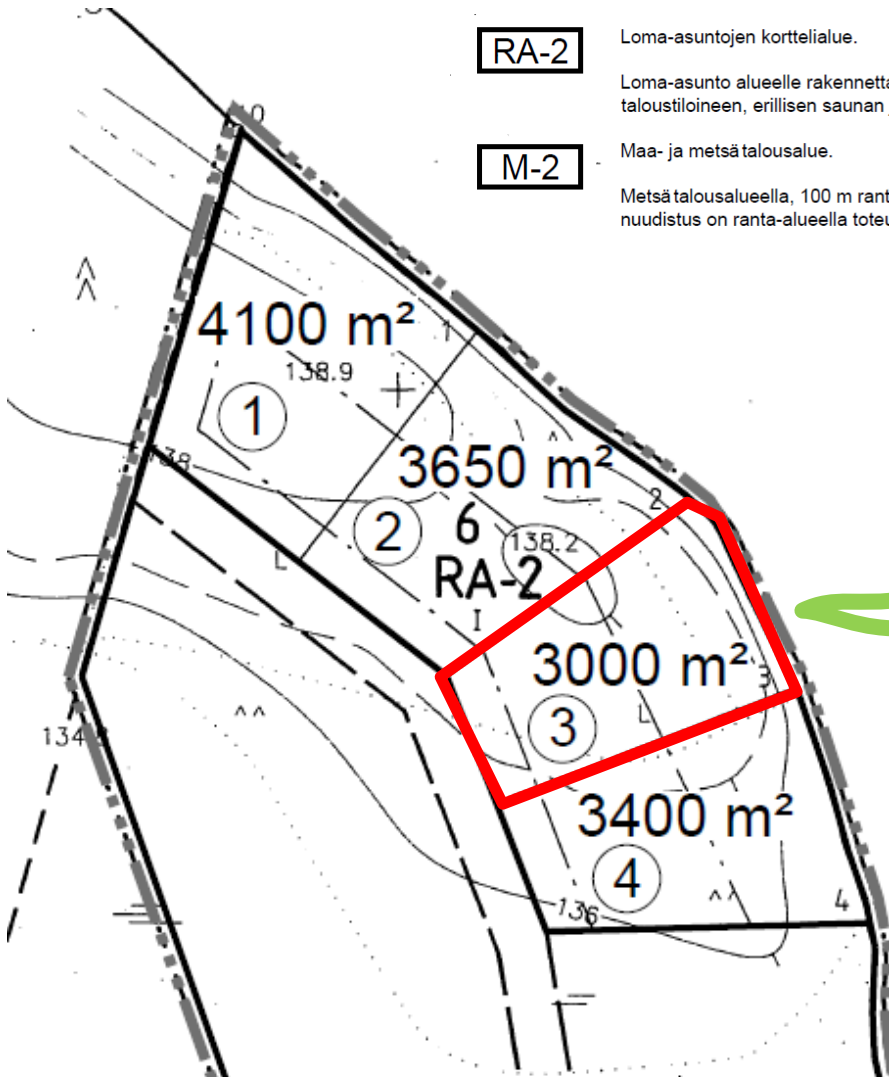 RA-2
Loma-asuntojen korttelialue.
Loma-asunto alueelle rakennetta
taloustiloineen, erillisen saunan
M-2
Maa- ja metsätalousalue.
Metsätalousalueella, 100 m rant
nuudistus on ranta-alueella toteu
4100 m²
1
138.9
1
138
3650 m²
2
2
6
138.2
RA-2
L
I
3000 m²
3
3
L
134.
3400 m²
4
4
136